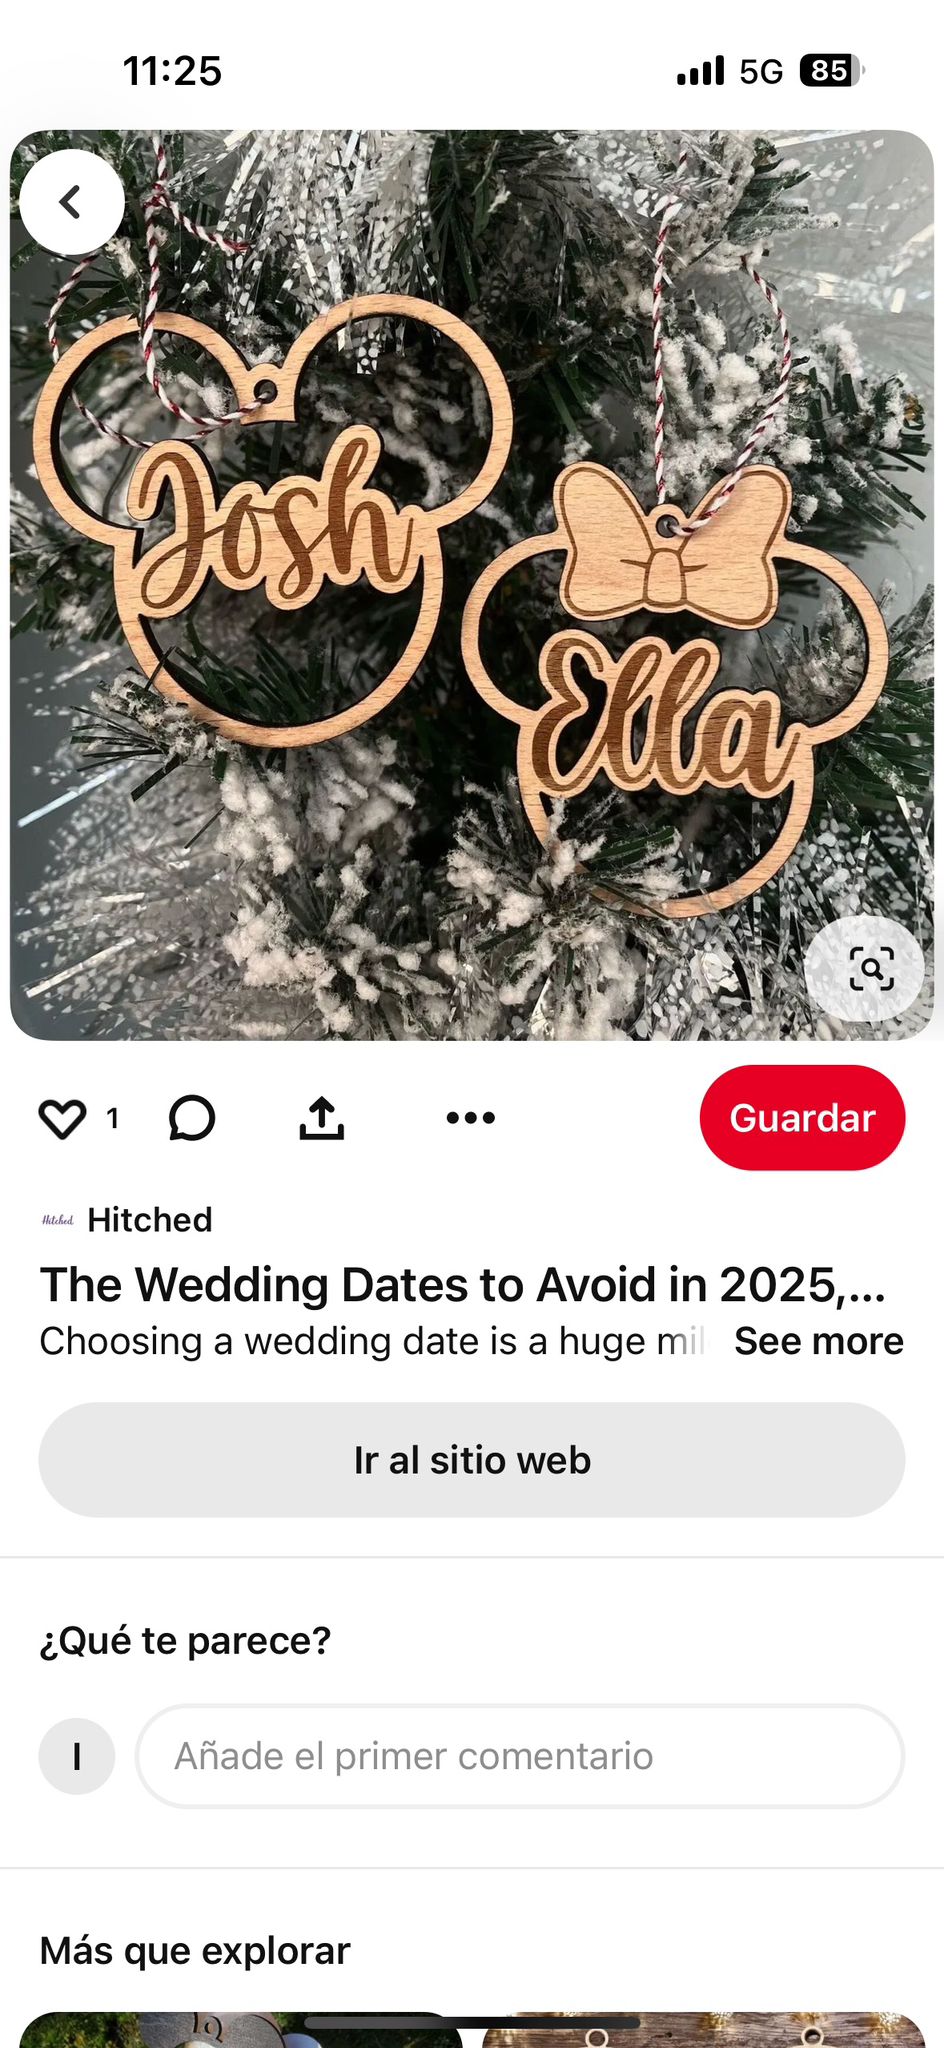 11:25
5G
85
Josh
Ella
1
Guardar
Hitched
Hitched
The Wedding Dates to Avoid in 2025,...
Choosing a wedding date is a huge mil
See more
Ir al sitio web
¿Qué te parece?
I
Añade el primer comentario
Más que explorar